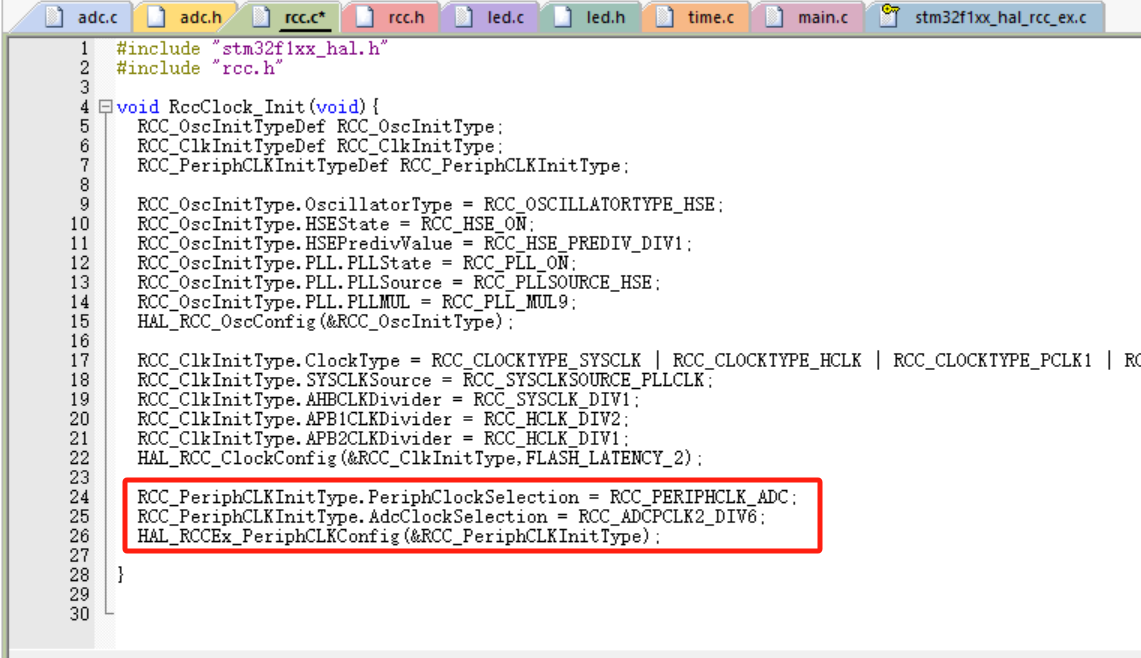 adc.c adc.h rcc.c* rcc.h led.c led.h time.c main.c stm32f1xx_hal_rcc_ex.c
1 #include "stm32f1xx_hal.h"
2 #include "rcc.h"
3
4 void RccClock_Init(void){
5 RCC_OscInitTypeDef RCC_OscInitType;
6 RCC_ClkInitTypeDef RCC_ClkInitType;
7 RCC_PeriphCLKInitTypeDef RCC_PeriphCLKInitType;
8
9 RCC_OscInitType.OscillatorType = RCC_OSCILLATORTYPE_HSE;
10 RCC_OscInitType.HSEState = RCC_HSE_ON;
11 RCC_OscInitType.HSEPredivValue = RCC_HSE_PREDIV_DIV1;
12 RCC_OscInitType.PLL.PLLState = RCC_PLL_ON;
13 RCC_OscInitType.PLL.PLLSource = RCC_PLLSOURCE_HSE;
14 RCC_OscInitType.PLL.PLLMUL = RCC_PLL_MUL9;
15 HAL_RCC_OscConfig(&RCC_OscInitType);
16
17 RCC_ClkInitType.ClockType = RCC_CLOCKTYPE_SYSCLK | RCC_CLOCKTYPE_HCLK | RCC_CLOCKTYPE_PCLK1 | RC
18 RCC_ClkInitType.SYSCLKSource = RCC_SYSCLKSOURCE_PLLCLK;
19 RCC_ClkInitType.AHBCLKDivider = RCC_SYSCLK_DIV1;
20 RCC_ClkInitType.APB1CLKDivider = RCC_HCLK_DIV2;
21 RCC_ClkInitType.APB2CLKDivider = RCC_HCLK_DIV1;
22 HAL_RCC_ClockConfig(&RCC_ClkInitType,FLASH_LATENCY_2);
23
24 RCC_PeriphCLKInitType.PeriphClockSelection = RCC_PERIPHCLK_ADC;
25 RCC_PeriphCLKInitType.AdcClockSelection = RCC_ADCPCLK2_DIV6;
26 HAL_RCCEx_PeriphCLKConfig(&RCC_PeriphCLKInitType);
27
28 }
29
30